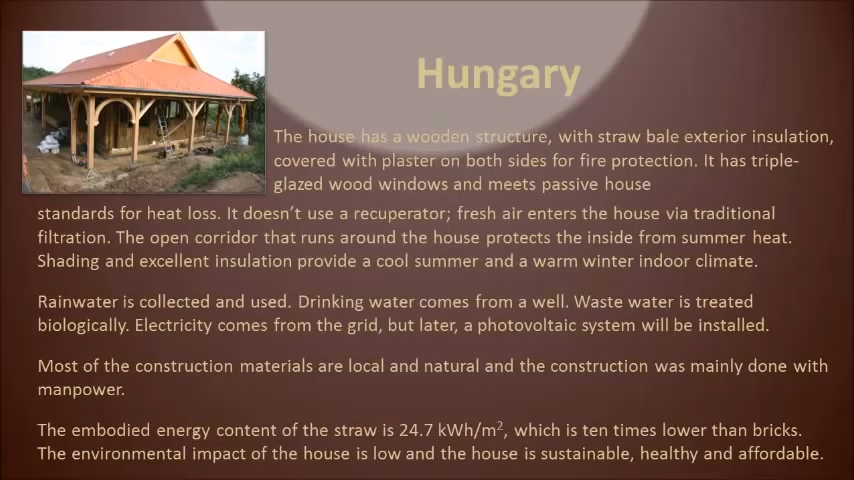 Hungary
The house has a wooden structure, with straw bale exterior insulation,
covered with plaster on both sides for fire protection. It has triple-
glazed wood windows and meets passive house
standards for heat loss. It doesn’t use a recuperator; fresh air enters the house via traditional
filtration. The open corridor that runs around the house protects the inside from summer heat.
Shading and excellent insulation provide a cool summer and a warm winter indoor climate.
Rainwater is collected and used. Drinking water comes from a well. Waste water is treated
biologically. Electricity comes from the grid, but later, a photovoltaic system will be installed.
Most of the construction materials are local and natural and the construction was mainly done with
manpower.
The embodied energy content of the straw is 24.7 kWh/m², which is ten times lower than bricks.
The environmental impact of the house is low and the house is sustainable, healthy and affordable.